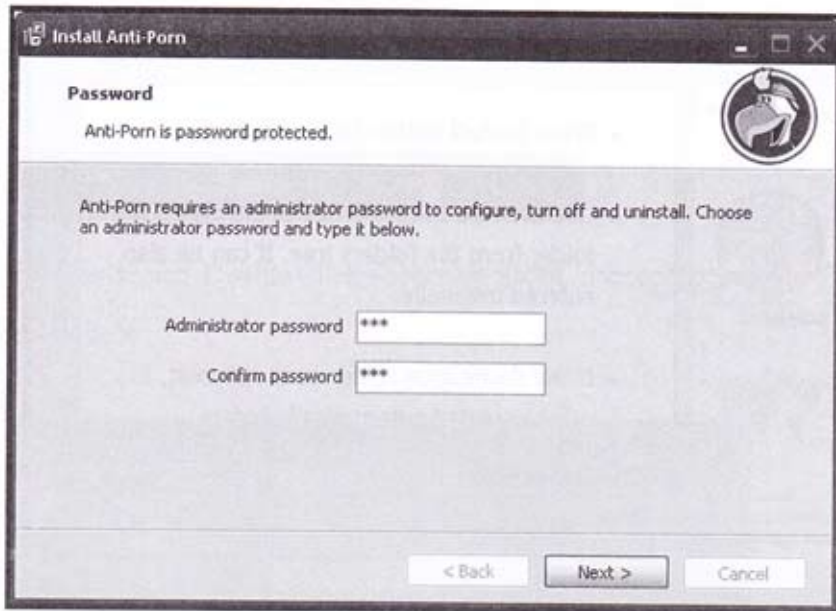 Install Anti-Porn
Password
Anti-Porn is password protected.
Anti-Porn requires an administrator password to configure, turn off and uninstall. Choose
an administrator password and type it below.
Administrator password ***
Confirm password ***
< Back Next > Cancel